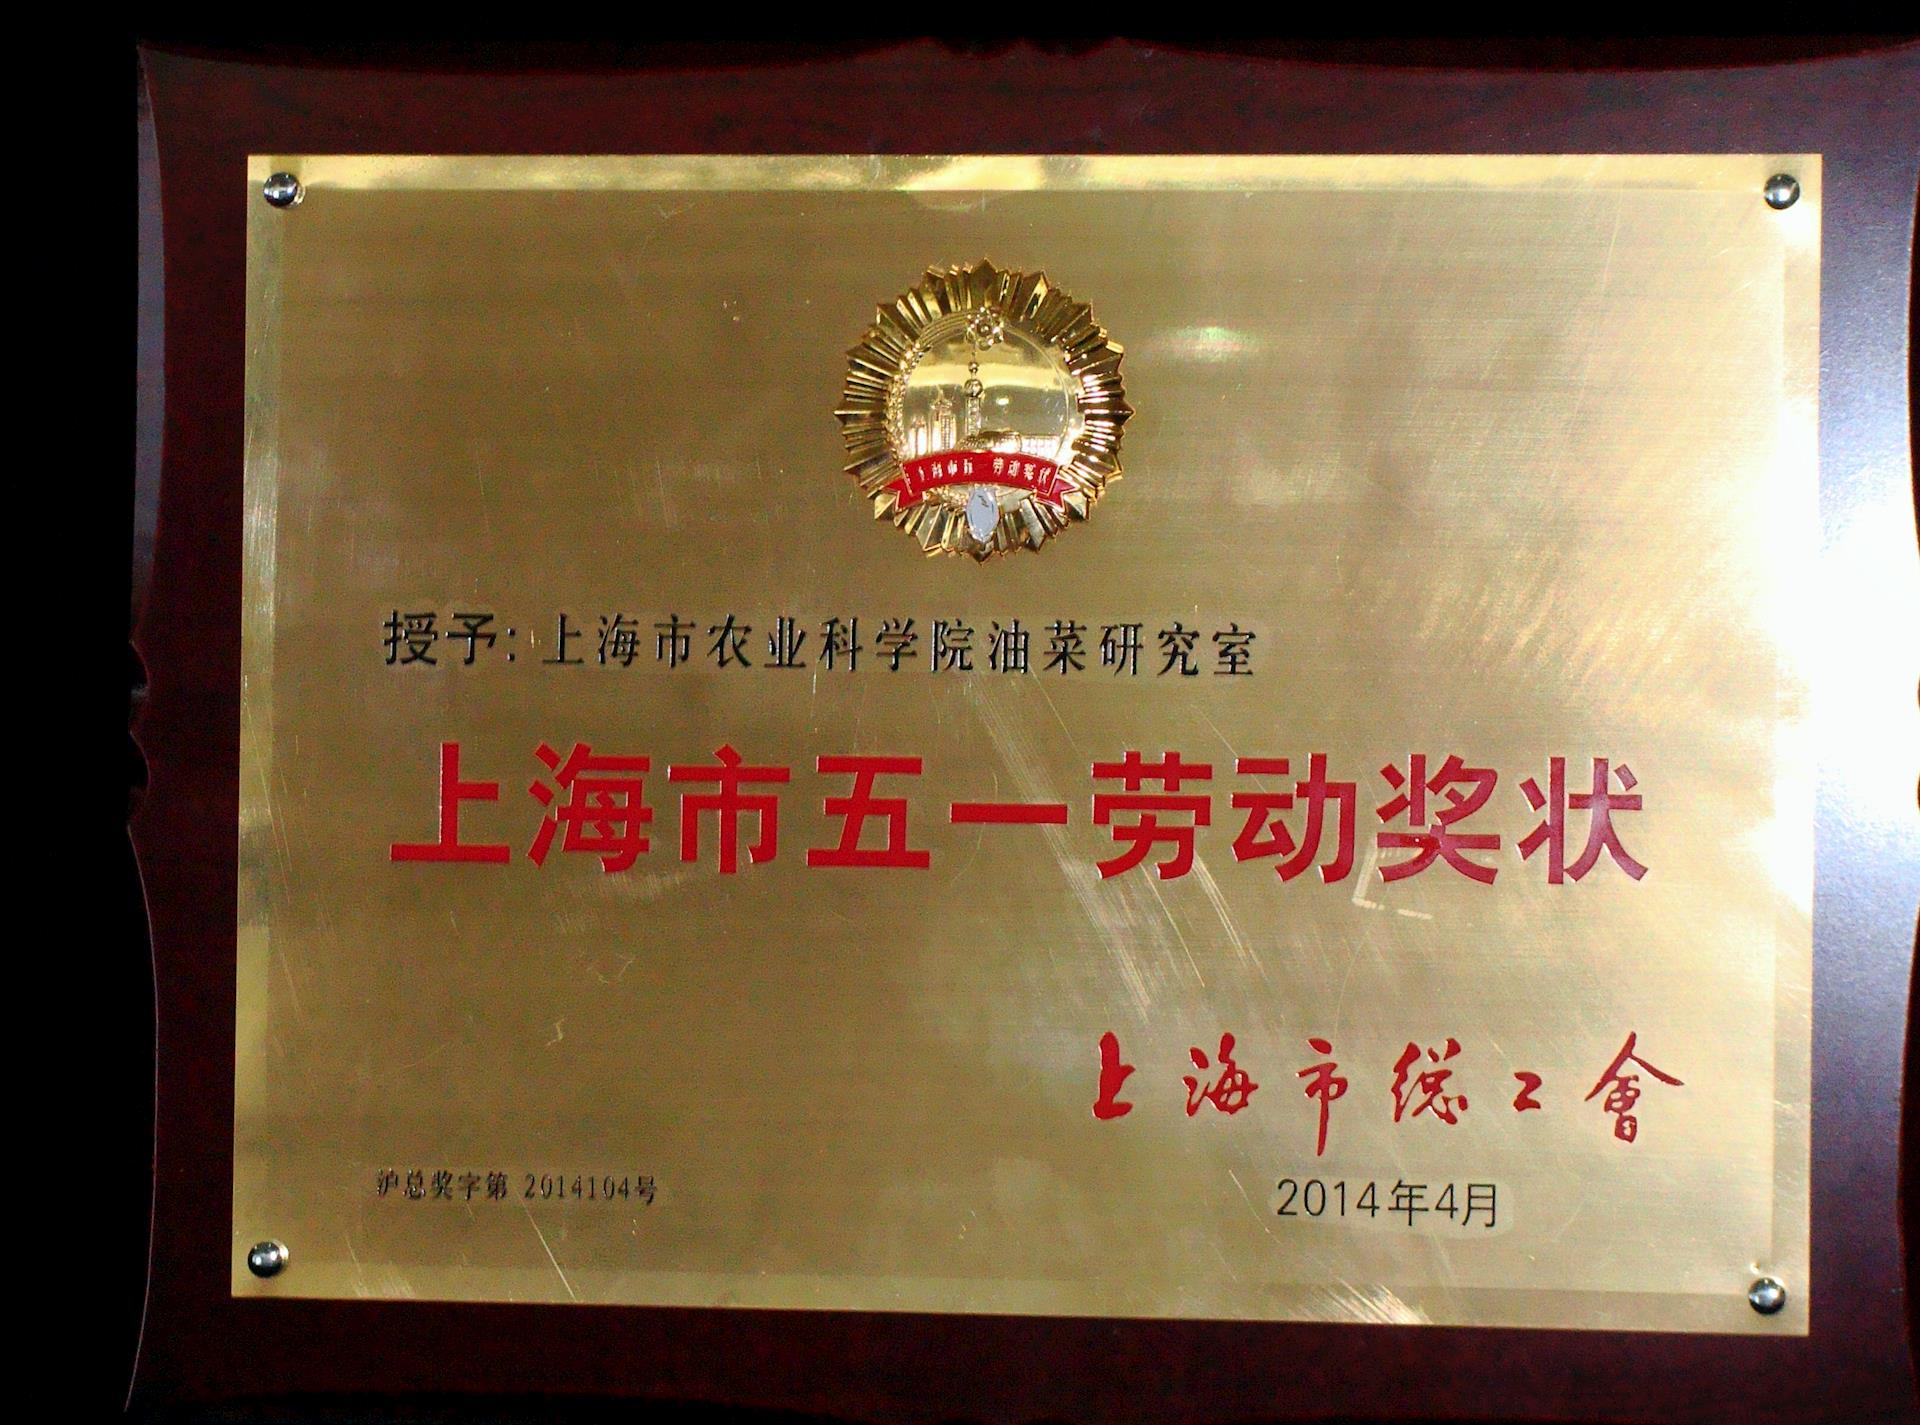 上海市五一劳动奖状
授予：上海市农业科学院油菜研究室
上海市五一劳动奖状
上海市总工會
沪总奖字第 2014104号
2014年4月